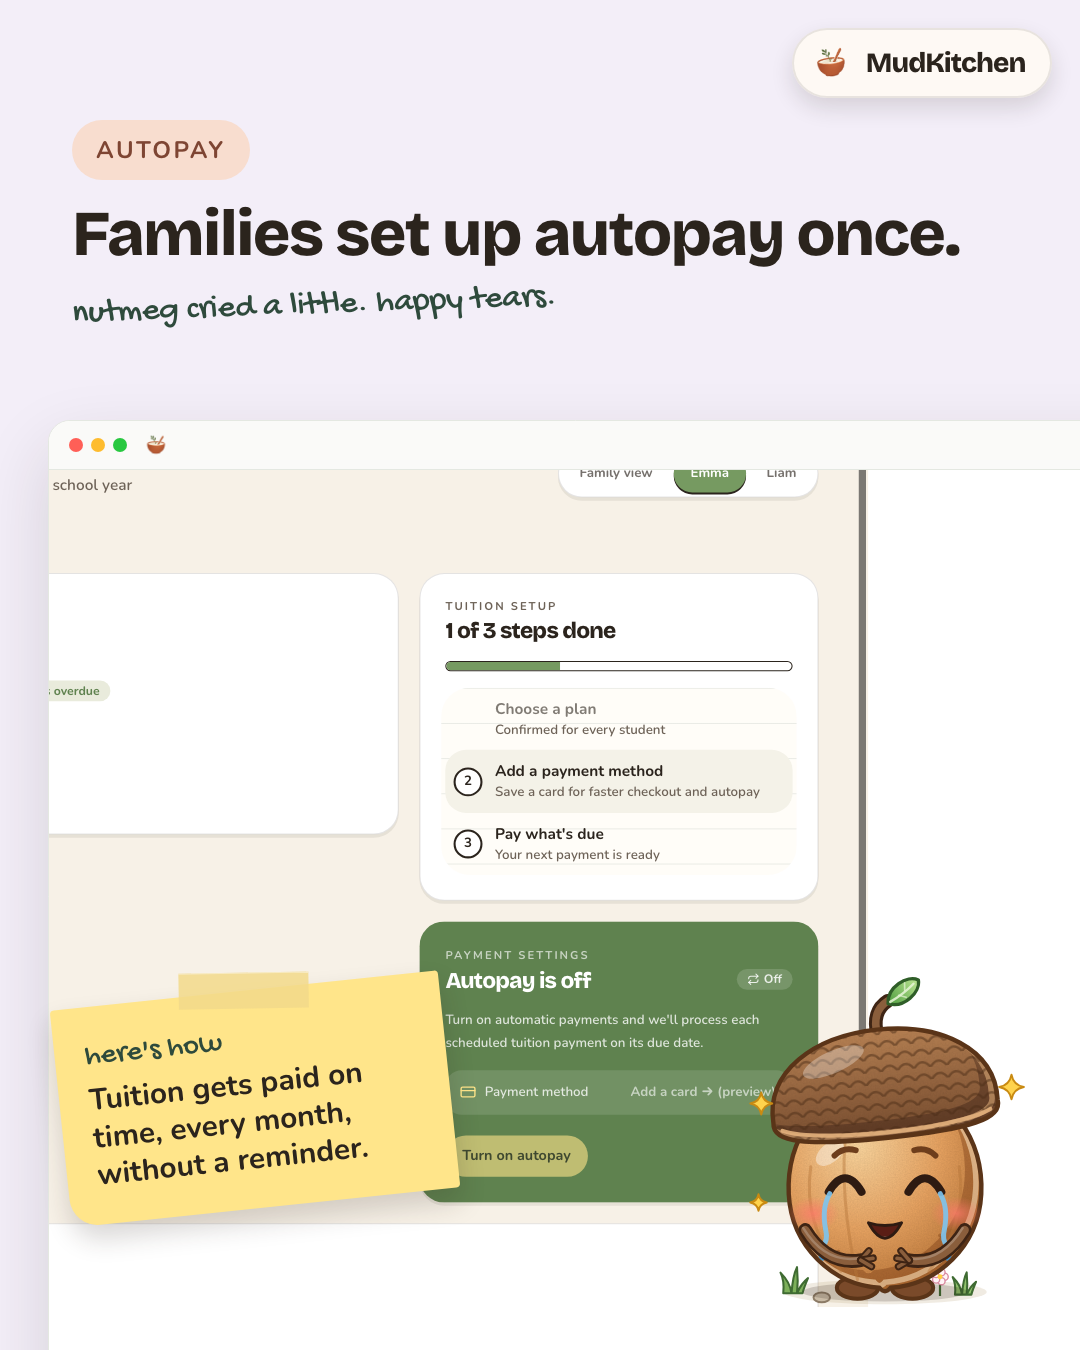 MudKitchen
AUTOPAY
Families set up autopay once.
nutmeg cried a little. happy tears.
school year
Family view
Emma
Liam
overdue
TUITION SETUP
1 of 3 steps done
Choose a plan
Confirmed for every student
2
Add a payment method
Save a card for faster checkout and autopay
3
Pay what's due
Your next payment is ready
PAYMENT SETTINGS
Autopay is off
Off
Turn on automatic payments and we'll process each
scheduled tuition payment on its due date.
Payment method
Add a card → (preview)
Turn on autopay
here's how
Tuition gets paid on
time, every month,
without a reminder.